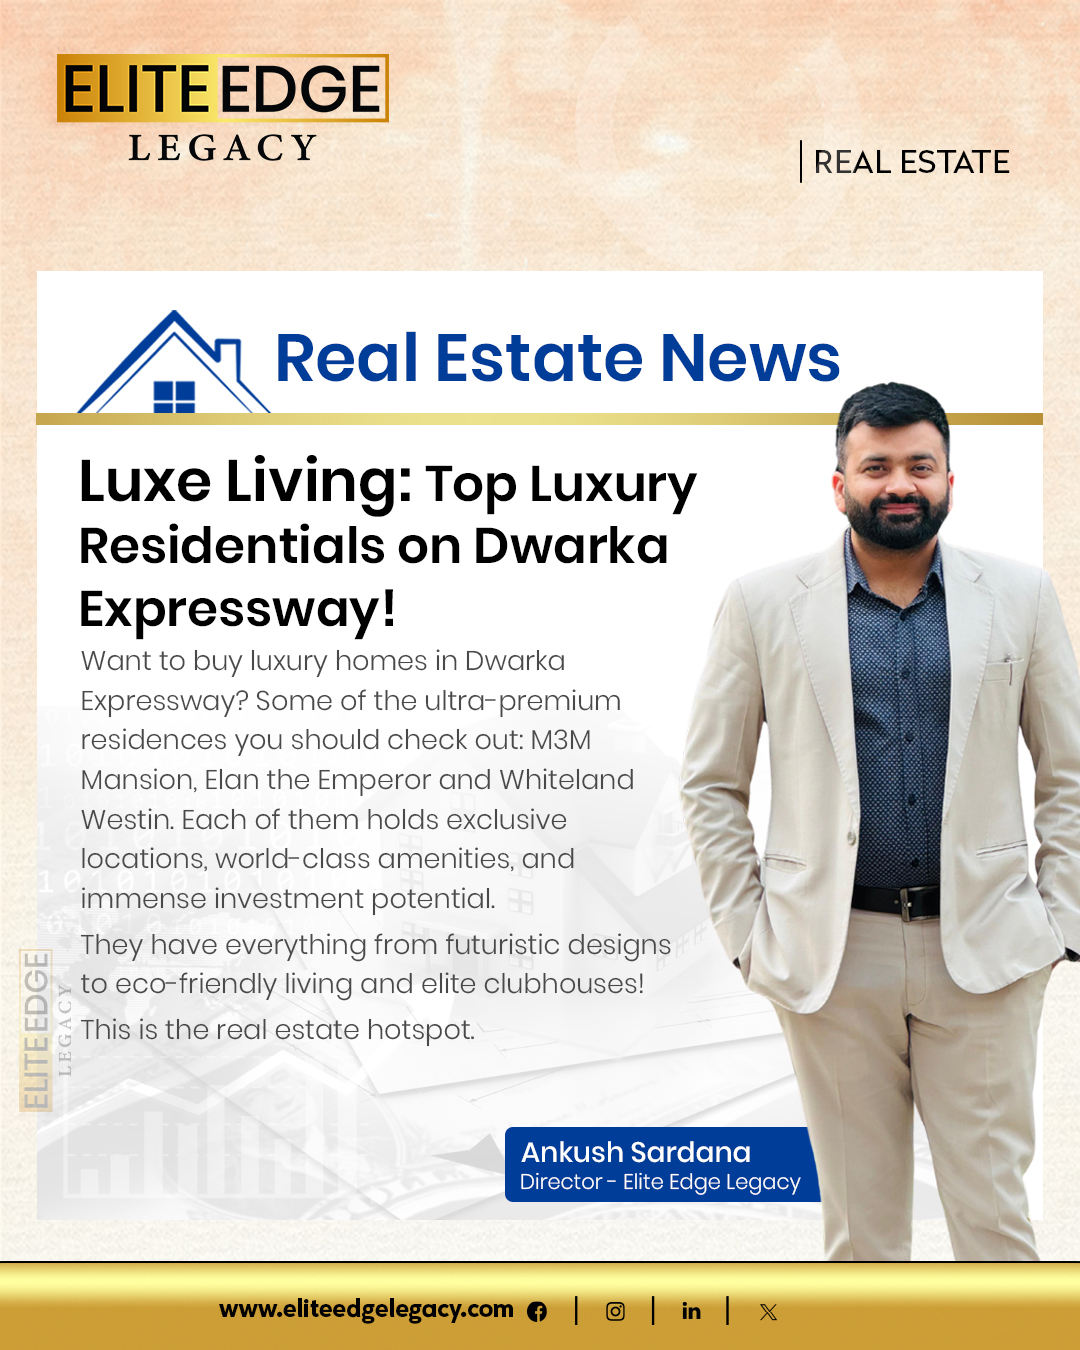 ELITE EDGE
LEGACY
REAL ESTATE
Real Estate News
Luxe Living: Top Luxury
Residentials on Dwarka
Expressway!
Want to buy luxury homes in Dwarka
Expressway? Some of the ultra-premium
residences you should check out: M3M
Mansion, Elan the Emperor and Whiteland
Westin. Each of them holds exclusive
locations, world-class amenities, and
immense investment potential.
They have everything from futuristic designs
to eco-friendly living and elite clubhouses!
This is the real estate hotspot.
ELITE EDGE
LEGACY
Ankush Sardana
Director - Elite Edge Legacy
www.eliteedgelegacy.com